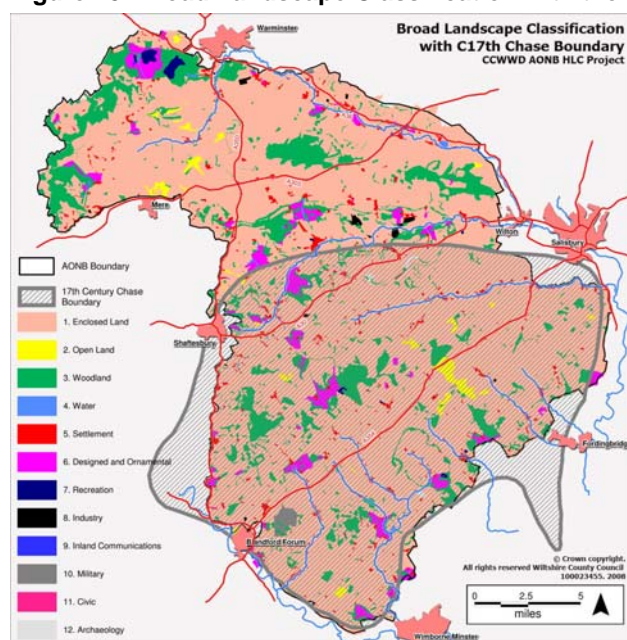 Broad Landscape Classification
with C17th Chase Boundary
CCWWD AONB HLC Project
Warminster
Mere
Wilton
Salisbury
Shaftesbury
Fordingbridge
Blandford Forum
Wimborne Minster
AONB Boundary
17th Century Chase
Boundary
1. Enclosed Land
2. Open Land
3. Woodland
4. Water
5. Settlement
6. Designed and Ornamental
7. Recreation
8. Industry
9. Inland Communications
10. Military
11. Civic
12. Archaeology
© Crown copyright.
All rights reserved Wiltshire County Council
100023455. 2008
0 2.5 5
miles